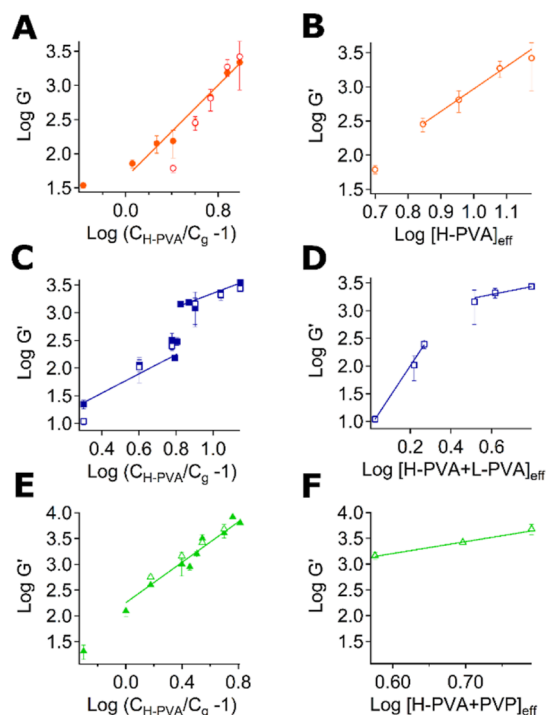 A
3.5
3.0
2.5
2.0
1.5
Log G'
0.0
0.8
Log (C_H-PVA/C_g -1)
B
3.5
3.0
2.5
2.0
1.5
Log G'
0.7 0.8 0.9 1.0 1.1
Log [H-PVA]_eff
C
3.5
3.0
2.5
2.0
1.5
1.0
Log G'
0.4 0.6 0.8 1.0
Log (C_H-PVA/C_g -1)
D
3.5
3.0
2.5
2.0
1.5
1.0
Log G'
0.2 0.6
Log [H-PVA+L-PVA]_eff
E
4.0
3.5
3.0
2.5
2.0
1.5
Log G'
0.0 0.4 0.8
Log (C_H-PVA/C_g -1)
F
4.0
3.5
3.0
2.5
2.0
1.5
Log G'
0.60 0.70
Log [H-PVA+PVP]_eff